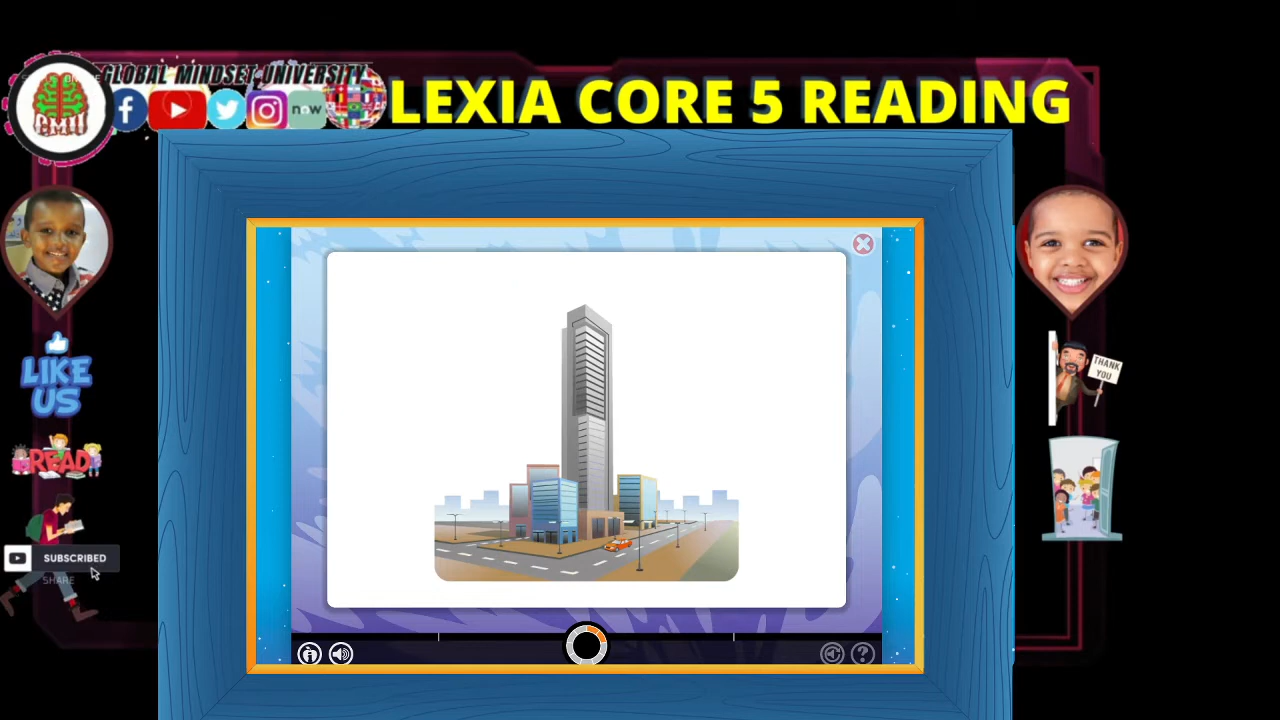 GLOBAL MINDSET UNIVERSITY
GMU
now
LEXIA CORE 5 READING
LIKE
US
READ
SUBSCRIBED
SHARE
THANK
YOU